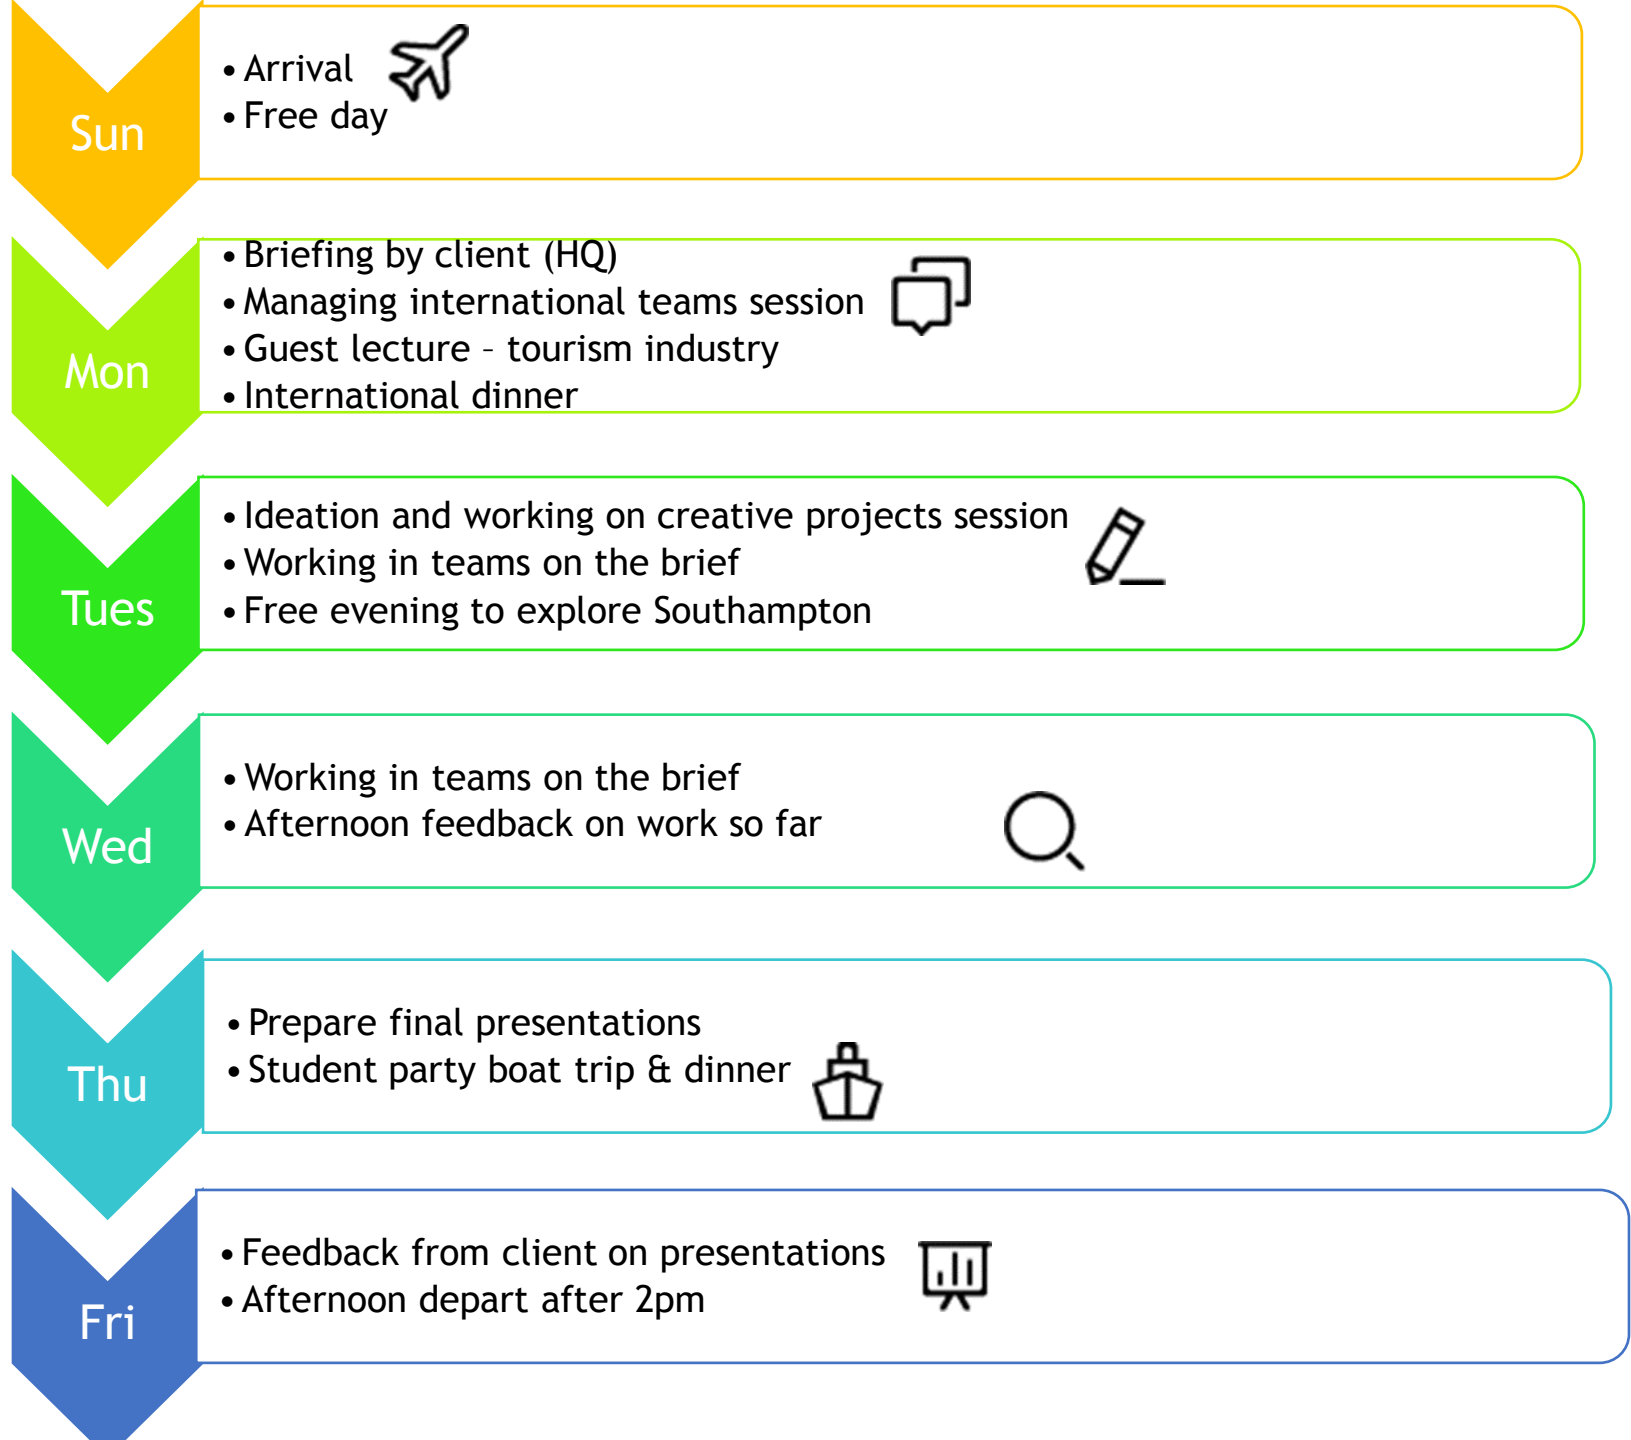 Sun
• Arrival
• Free day
Mon
• Briefing by client (HQ)
• Managing international teams session
• Guest lecture – tourism industry
• International dinner
Tues
• Ideation and working on creative projects session
• Working in teams on the brief
• Free evening to explore Southampton
Wed
• Working in teams on the brief
• Afternoon feedback on work so far
Thu
• Prepare final presentations
• Student party boat trip & dinner
Fri
• Feedback from client on presentations
• Afternoon depart after 2pm